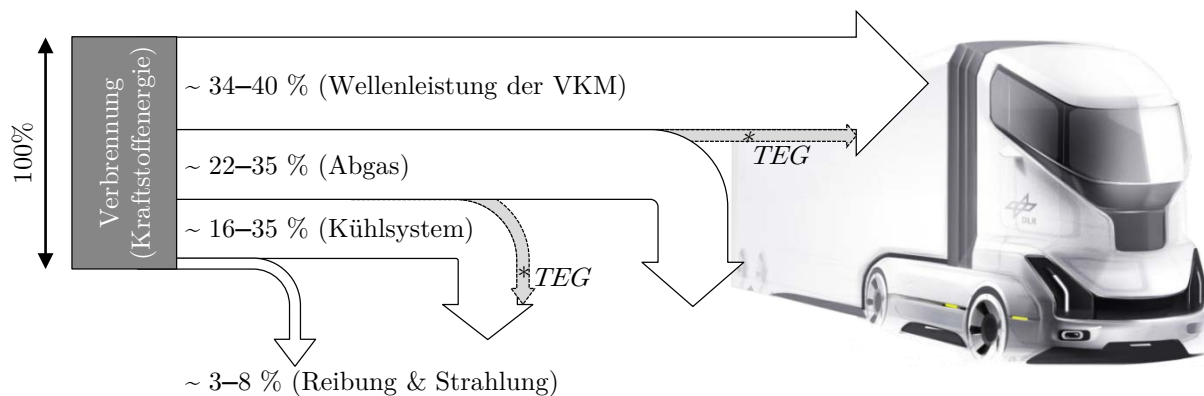 100%
Verbrennung
(Kraftstoffenergie)
~ 34–40 % (Wellenleistung der VKM)
*
TEG
~ 22–35 % (Abgas)
~ 16–35 % (Kühlsystem)
*
TEG
~ 3–8 % (Reibung & Strahlung)
DLR